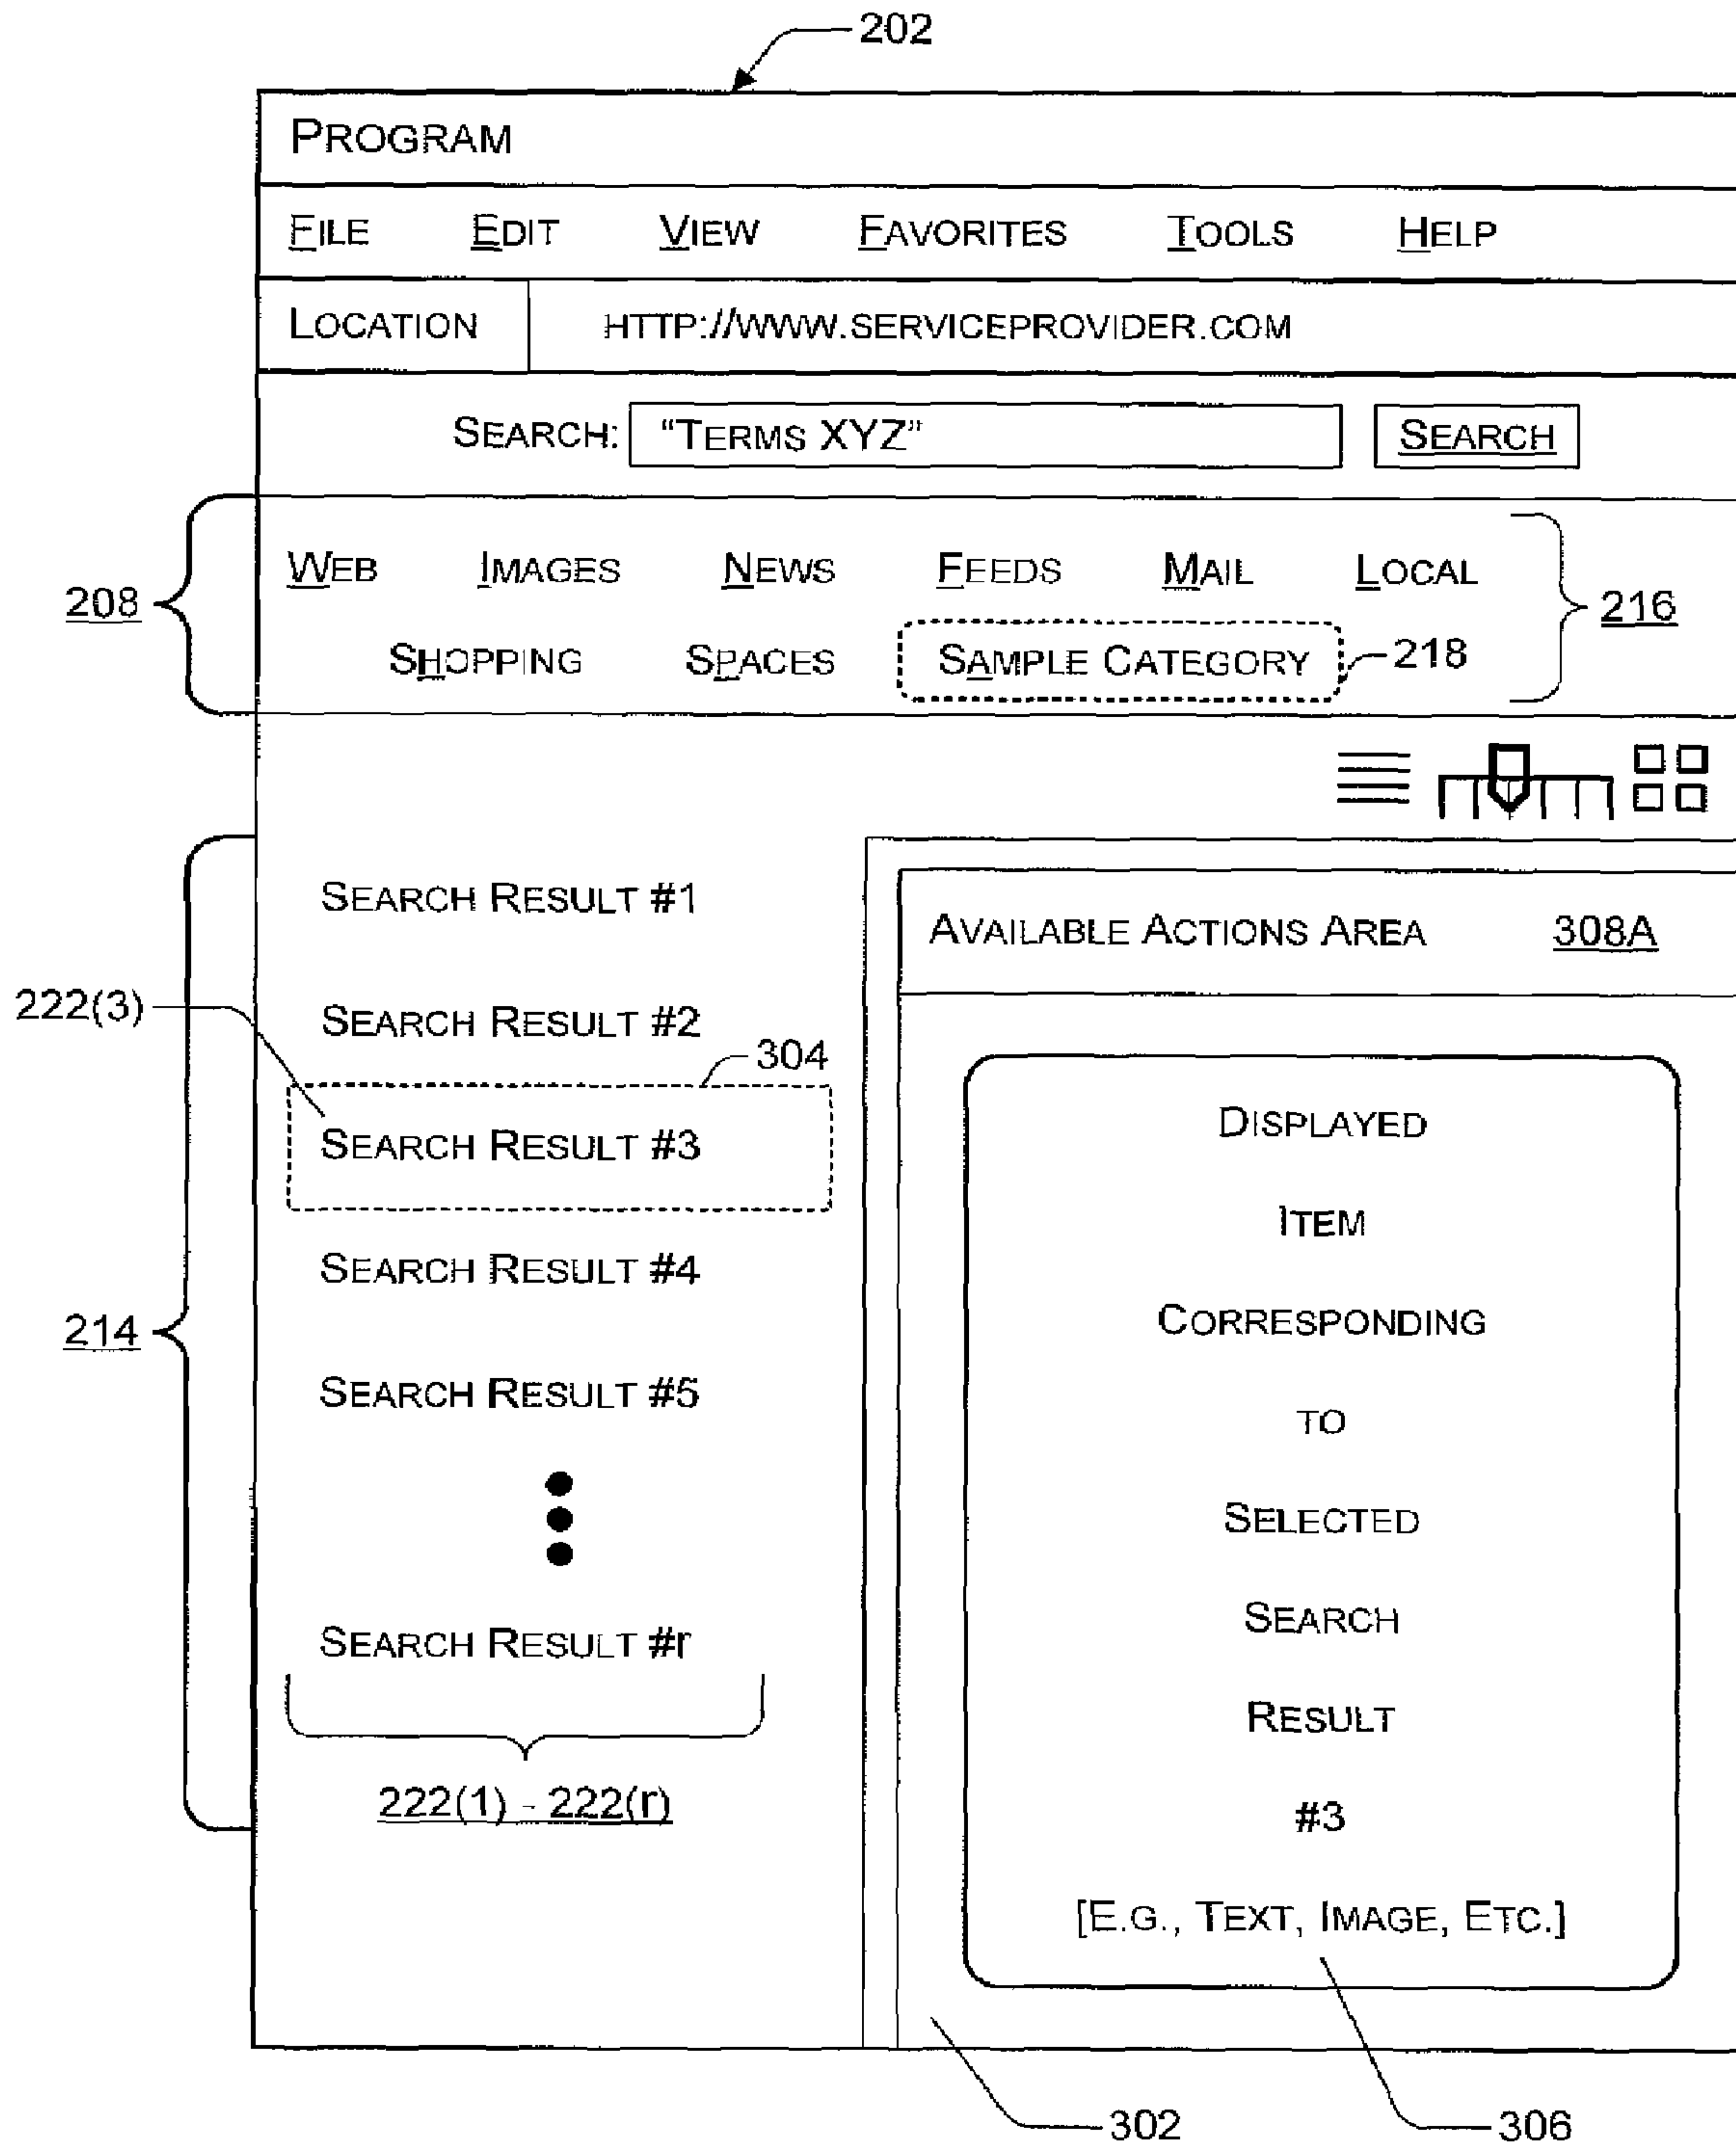 202
PROGRAM
FILE EDIT VIEW FAVORITES TOOLS HELP
LOCATION HTTP://WWW.SERVICEPROVIDER.COM
SEARCH: "TERMS XYZ" SEARCH
WEB IMAGES NEWS FEEDS MAIL LOCAL
208 216
SHOPPING SPACES SAMPLE CATEGORY 218
SEARCH RESULT #1
AVAILABLE ACTIONS AREA 308A
222(3)
SEARCH RESULT #2
304
SEARCH RESULT #3
SEARCH RESULT #4
214
SEARCH RESULT #5
SEARCH RESULT #r
222(1) - 222(r)
DISPLAYED
ITEM
CORRESPONDING
TO
SELECTED
SEARCH
RESULT
#3
[E.G., TEXT, IMAGE, ETC.]
302 306